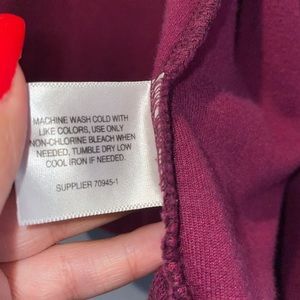 MACHINE WASH COLD WITH
LIKE COLORS, USE ONLY
NON-CHLORINE BLEACH WHEN
NEEDED, TUMBLE DRY LOW
COOL IRON IF NEEDED.
SUPPLIER 70945-1